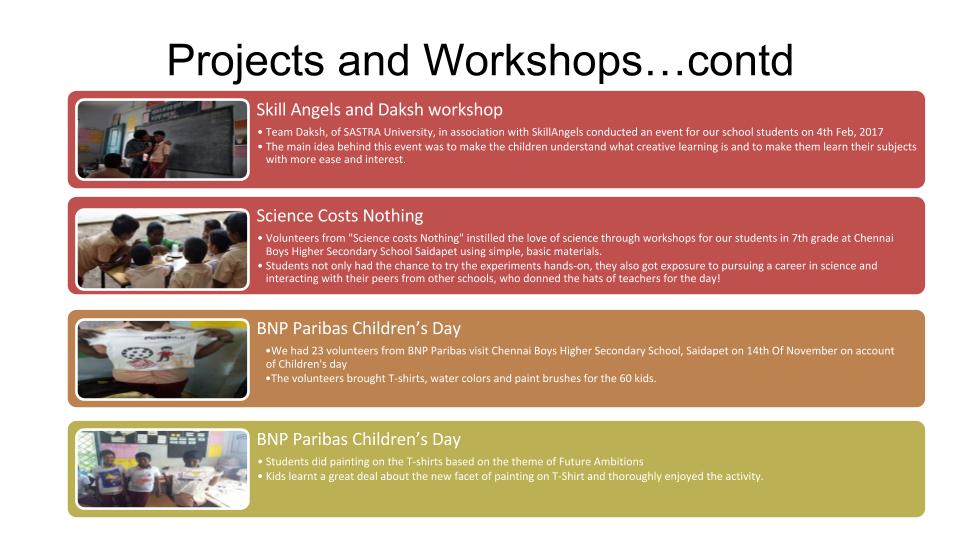 Projects and Workshops…contd
Skill Angels and Daksh workshop
• Team Daksh, of SASTRA University, in association with SkillAngels conducted an event for our school students on 4th Feb, 2017
• The main idea behind this event was to make the children understand what creative learning is and to make them learn their subjects
with more ease and interest.
Science Costs Nothing
• Volunteers from "Science costs Nothing" instilled the love of science through workshops for our students in 7th grade at Chennai
Boys Higher Secondary School Saidapet using simple, basic materials.
• Students not only had the chance to try the experiments hands-on, they also got exposure to pursuing a career in science and
interacting with their peers from other schools, who donned the hats of teachers for the day!
BNP Paribas Children’s Day
•We had 23 volunteers from BNP Paribas visit Chennai Boys Higher Secondary School, Saidapet on 14th Of November on account
of Children's day
•The volunteers brought T-shirts, water colors and paint brushes for the 60 kids.
BNP Paribas Children’s Day
• Students did painting on the T-shirts based on the theme of Future Ambitions
• Kids learnt a great deal about the new facet of painting on T-Shirt and thoroughly enjoyed the activity.